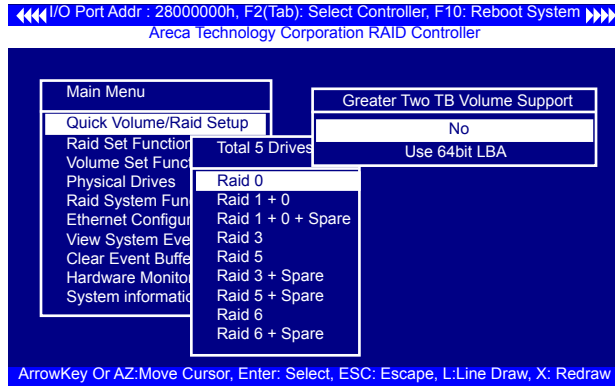 I/O Port Addr : 28000000h, F2(Tab): Select Controller, F10: Reboot System
Areca Technology Corporation RAID Controller
Main Menu
Quick Volume/Raid Setup
Raid Set Function
Volume Set Funct
Physical Drives
Raid System Fun
Ethernet Configur
View System Eve
Clear Event Buffe
Hardware Monitor
System informatio
Total 5 Drives
Raid 0
Raid 1 + 0
Raid 1 + 0 + Spare
Raid 3
Raid 5
Raid 3 + Spare
Raid 5 + Spare
Raid 6
Raid 6 + Spare
Greater Two TB Volume Support
No
Use 64bit LBA
ArrowKey Or AZ:Move Cursor, Enter: Select, ESC: Escape, L:Line Draw, X: Redraw